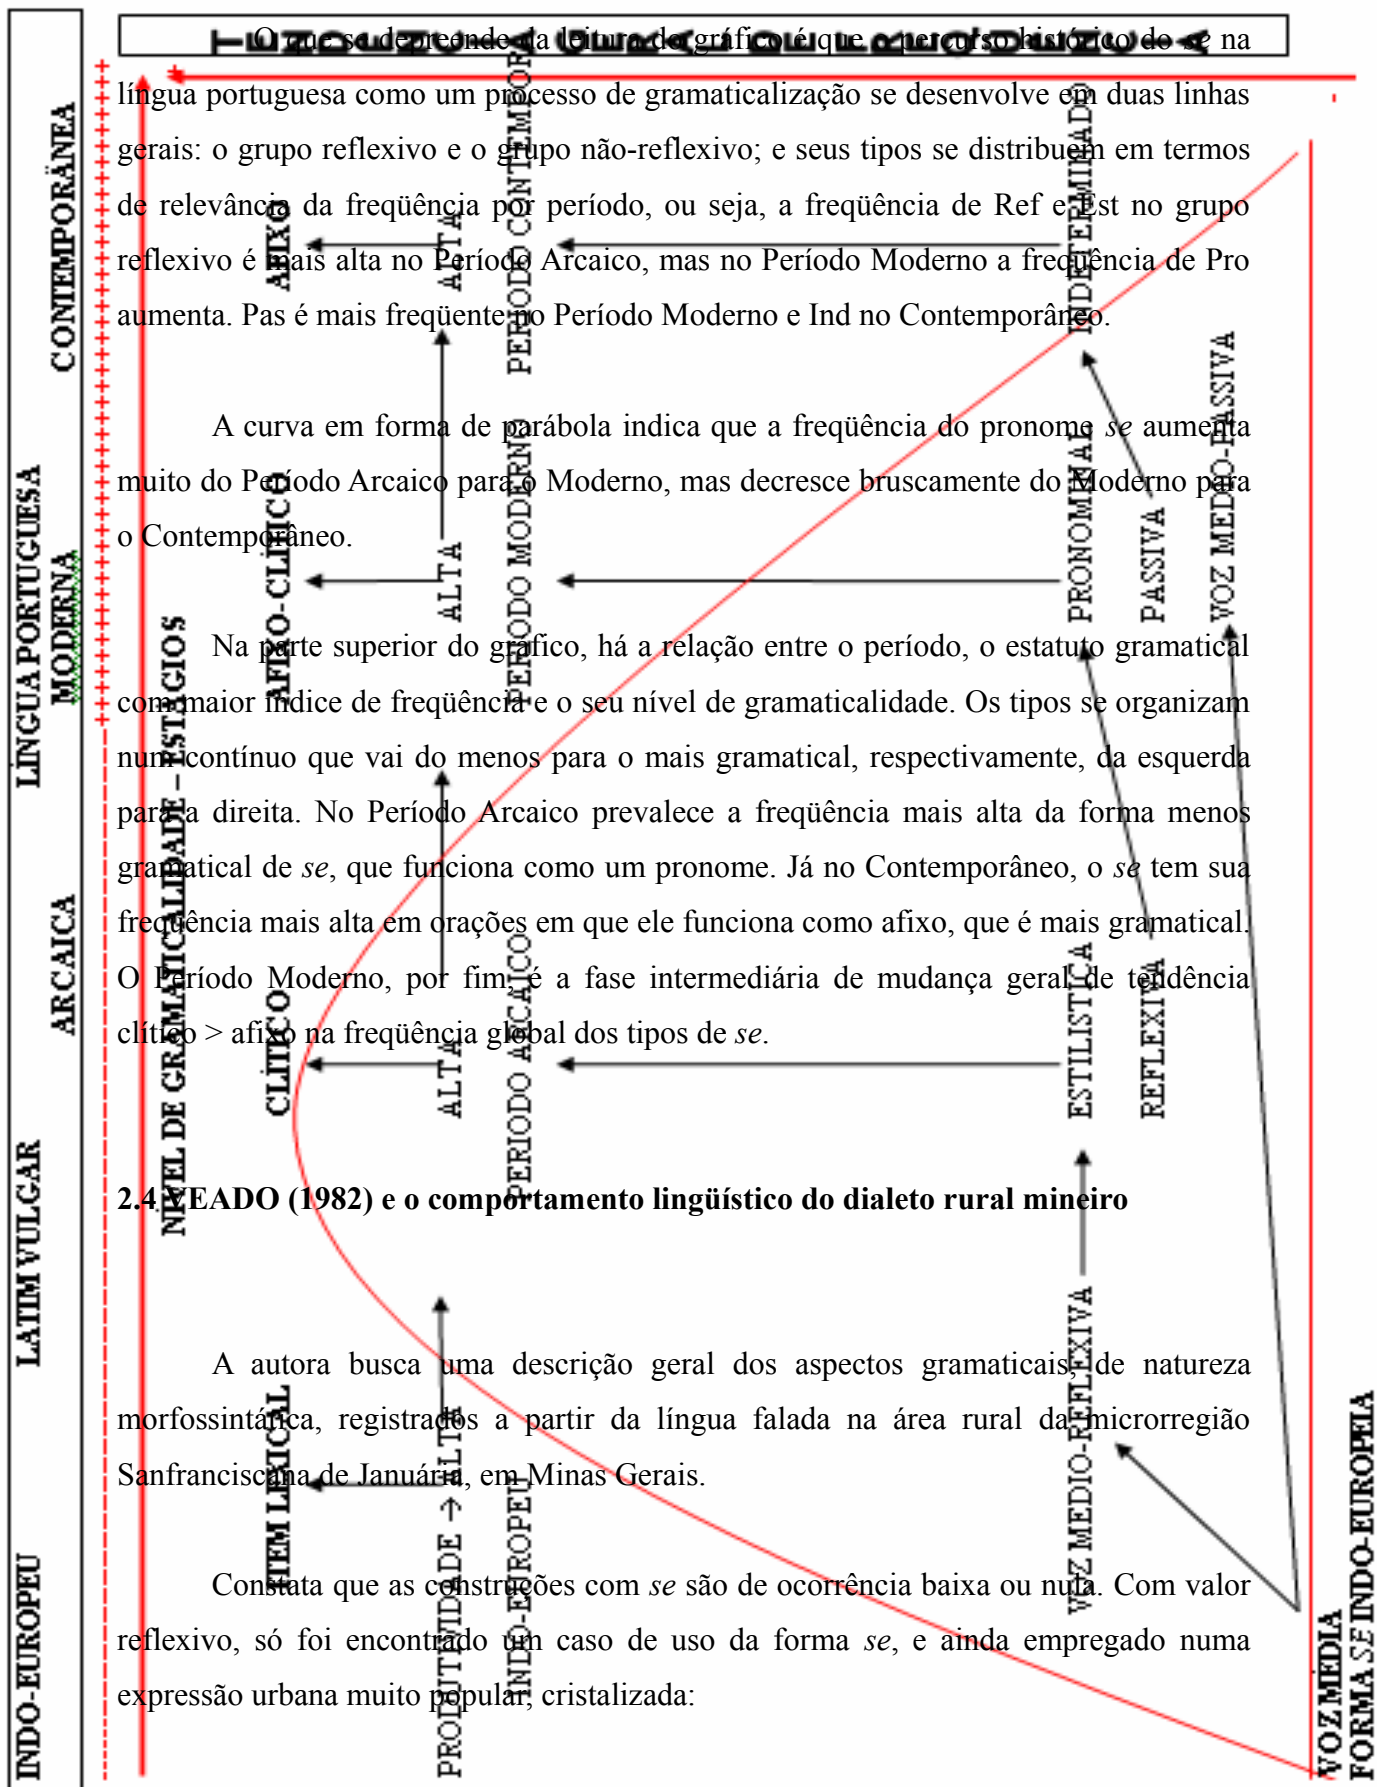 O que se depreende da leitura do gráfico é que o percurso histórico do se na
língua portuguesa como um processo de gramaticalização se desenvolve em duas linhas
gerais: o grupo reflexivo e o grupo não-reflexivo; e seus tipos se distribuem em termos
de relevância da freqüência por período, ou seja, a freqüência de Ref e Est no grupo
reflexivo é mais alta no Período Arcaico, mas no Período Moderno a freqüência de Pro
aumenta. Pas é mais freqüente no Período Moderno e Ind no Contemporâneo.
A curva em forma de parábola indica que a freqüência do pronome se aumenta
muito do Período Arcaico para o Moderno, mas decresce bruscamente do Moderno para
o Contemporâneo.
Na parte superior do gráfico, há a relação entre o período, o estatuto gramatical
com maior índice de freqüência e o seu nível de gramaticalidade. Os tipos se organizam
num contínuo que vai do menos para o mais gramatical, respectivamente, da esquerda
para a direita. No Período Arcaico prevalece a freqüência mais alta da forma menos
gramatical de se, que funciona como um pronome. Já no Contemporâneo, o se tem sua
freqüência mais alta em orações em que ele funciona como afixo, que é mais gramatical.
O Período Moderno, por fim, é a fase intermediária de mudança geral de tendência
clítico > afixo na freqüência global dos tipos de se.
2.4 VEADO (1982) e o comportamento lingüístico do dialeto rural mineiro
A autora busca uma descrição geral dos aspectos gramaticais, de natureza
morfossintática, registrados a partir da língua falada na área rural da microrregião
Sanfranciscana de Januária, em Minas Gerais.
Constata que as construções com se são de ocorrência baixa ou nula. Com valor
reflexivo, só foi encontrado um caso de uso da forma se, e ainda empregado numa
expressão urbana muito popular, cristalizada:
INDO-EUROPEU LATIM VULGAR ARCAICA LÍNGUA PORTUGUESA CONTEMPORÂNEA
MODERNA
NÍVEL DE GRAMATICALIDADE – ESTÁGIOS
ITEM LEXICAL CLÍTICO AFIXO-CLÍTICO AFIXO
PRODUTIVIDADE → ALTA ALTA ALTA ALTA
INDO-EUROPEU PERIODO ARCAICO PERIODO MODERNO PERIODO CONTEMPORA
VOZ MEDIO-REFLEXIVA ESTILISTICA PRONOMINAL INDETERMINADO
REFLEXIVA PASSIVA
VOZ MEDIO-PASSIVA
VOZ MEDIA
FORMA SE INDO-EUROPEIA